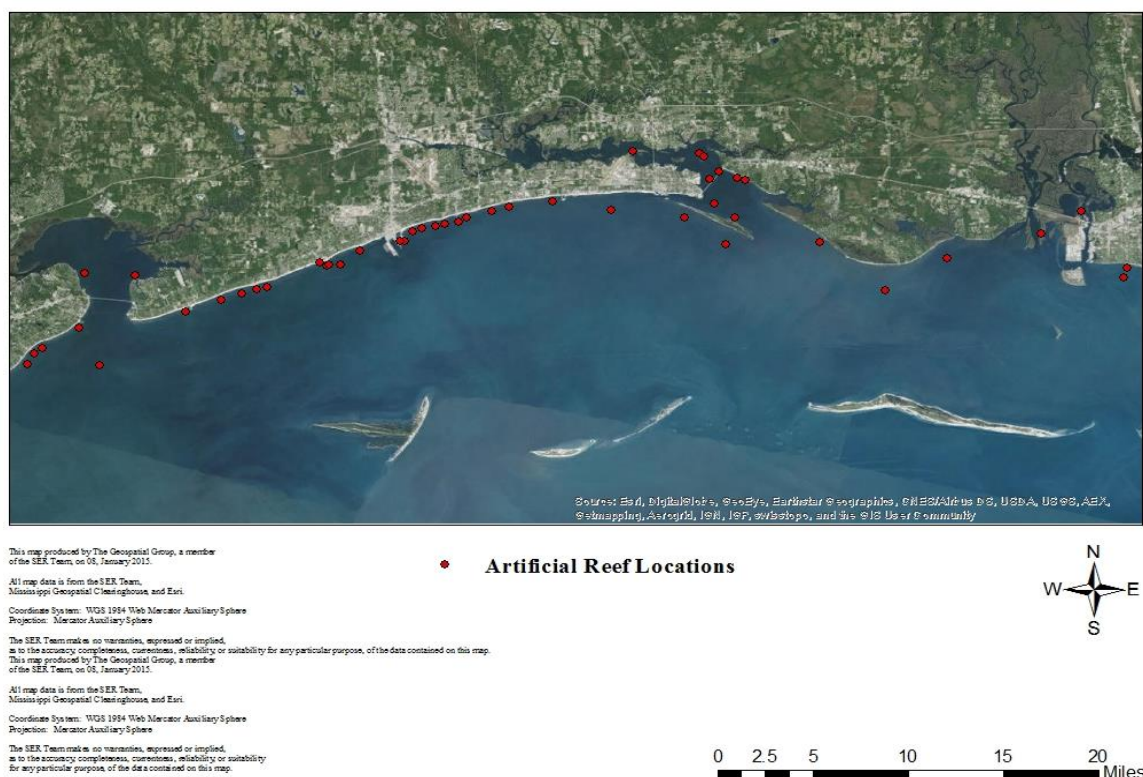 Source: Esri, DigitalGlobe, GeoEye, Earthstar Geographics, CNES/Airbus DS, USDA, USGS, AEX,
Getmapping, Aerogrid, IGN, IGP, swisstopo, and the GIS User Community
This map produced by The Geospatial Group, a member
of the SER Team, on 08, January 2015.
All map data is from the SER Team,
Mississippi Geospatial Clearinghouse, and Esri.
Coordinate System: WGS 1984 Web Mercator Auxiliary Sphere
Projection: Mercator Auxiliary Sphere
The SER Team makes no warranties, expressed or implied,
as to the accuracy, completeness, currentness, reliability, or suitability for any particular purpose, of the data contained on this map.
This map produced by The Geospatial Group, a member
of the SER Team, on 08, January 2015.
All map data is from the SER Team,
Mississippi Geospatial Clearinghouse, and Esri.
Coordinate System: WGS 1984 Web Mercator Auxiliary Sphere
Projection: Mercator Auxiliary Sphere
The SER Team makes no warranties, expressed or implied,
as to the accuracy, completeness, currentness, reliability, or suitability
for any particular purpose, of the data contained on this map.
Artificial Reef Locations
N
W E
S
0 2.5 5 10 15 20
Miles